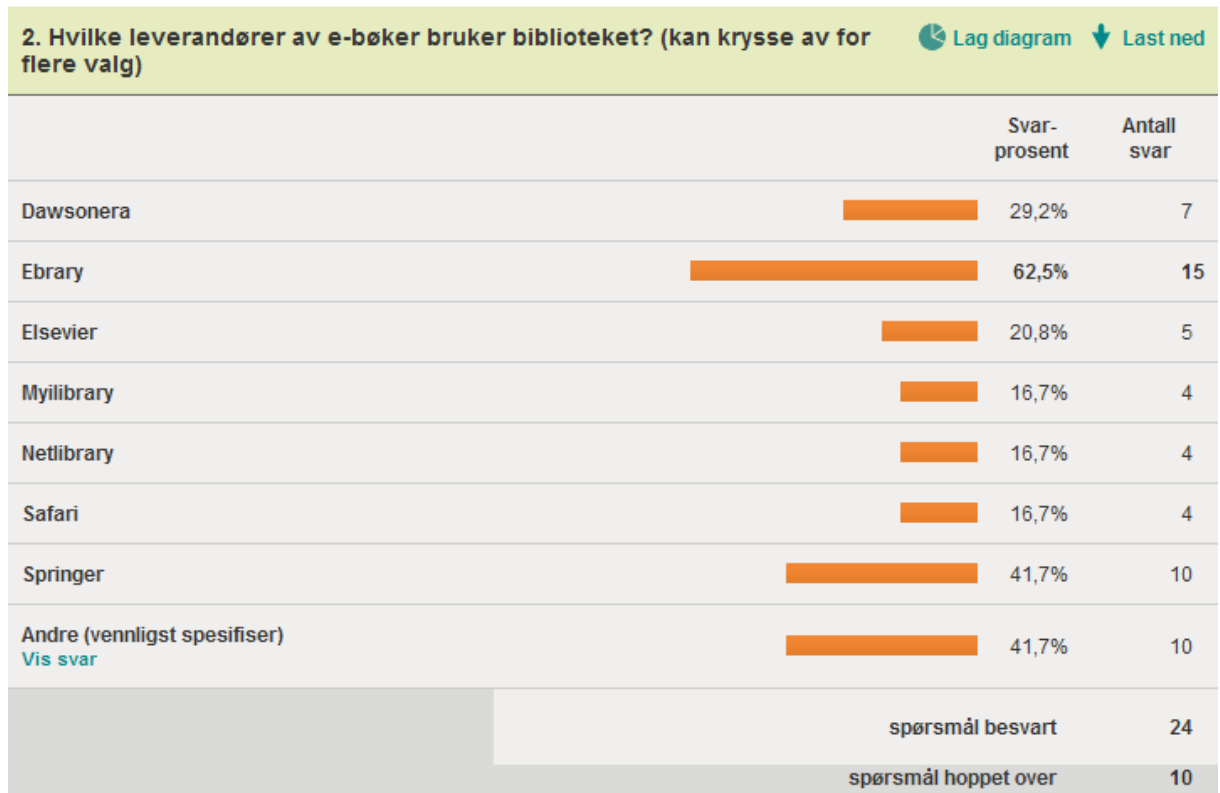 2. Hvilke leverandører av e-bøker bruker biblioteket? (kan krysse av for
flere valg)
Lag diagram Last ned
Svar-
prosent
Antall
svar
Dawsonera 29,2% 7
Ebrary 62,5% 15
Elsevier 20,8% 5
Myilibrary 16,7% 4
Netlibrary 16,7% 4
Safari 16,7% 4
Springer 41,7% 10
Andre (vennligst spesifiser) 41,7% 10
Vis svar
spørsmål besvart 24
spørsmål hoppet over 10